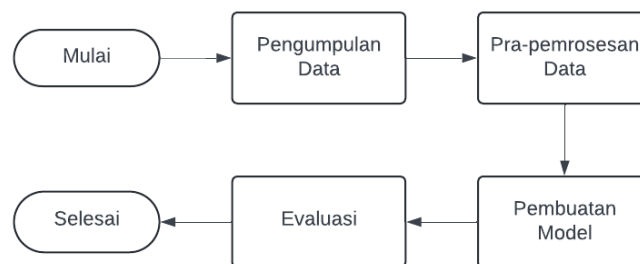 Mulai
Pengumpulan
Data
Pra-pemrosesan
Data
Pembuatan
Model
Evaluasi
Selesai